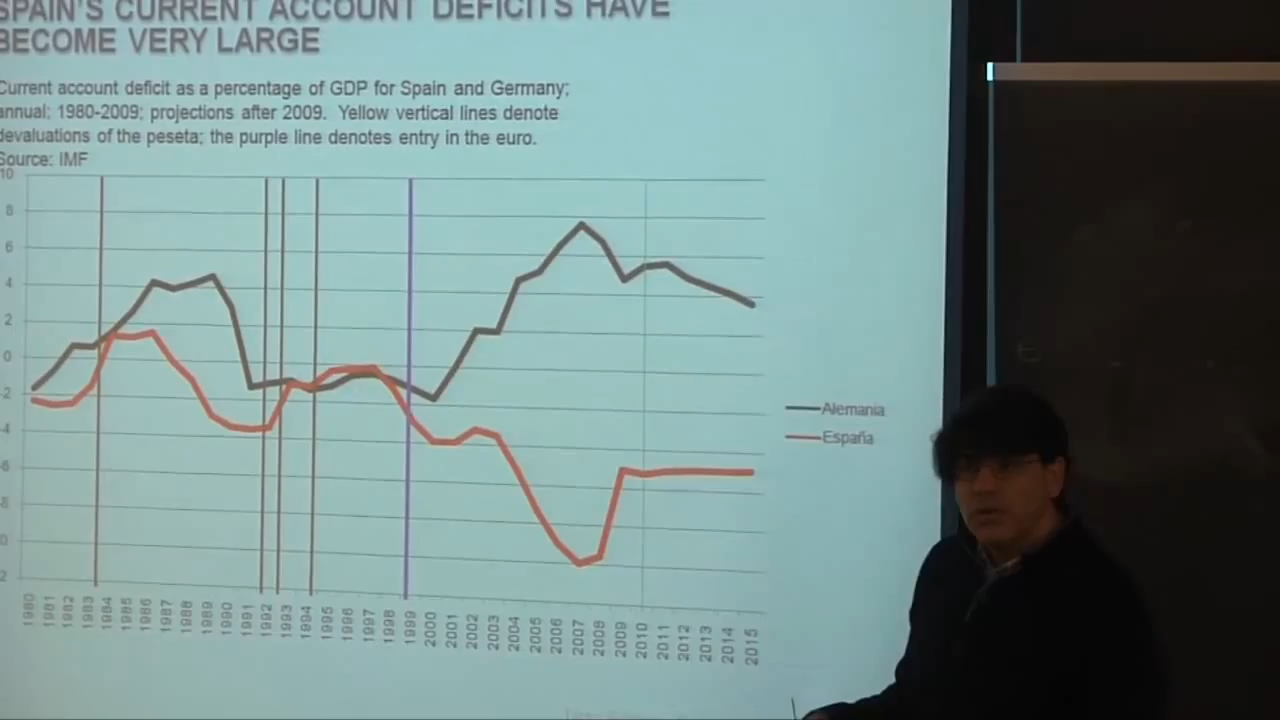 SPAIN'S CURRENT ACCOUNT DEFICITS HAVE
BECOME VERY LARGE
Current account deficit as a percentage of GDP for Spain and Germany;
annual; 1980-2009; projections after 2009. Yellow vertical lines denote
devaluations of the peseta; the purple line denotes entry in the euro.
Source: IMF
10
8
6
4
2
0
-2
-4
-6
-8
0
2
1980 1981 1982 1983 1984 1985 1986 1987 1988 1989 1990 1991 1992 1993 1994 1995 1996 1997 1998 1999 2000 2001 2002 2003 2004 2005 2006 2007 2008 2009 2010 2011 2012 2013 2014 2015
Alemania
España